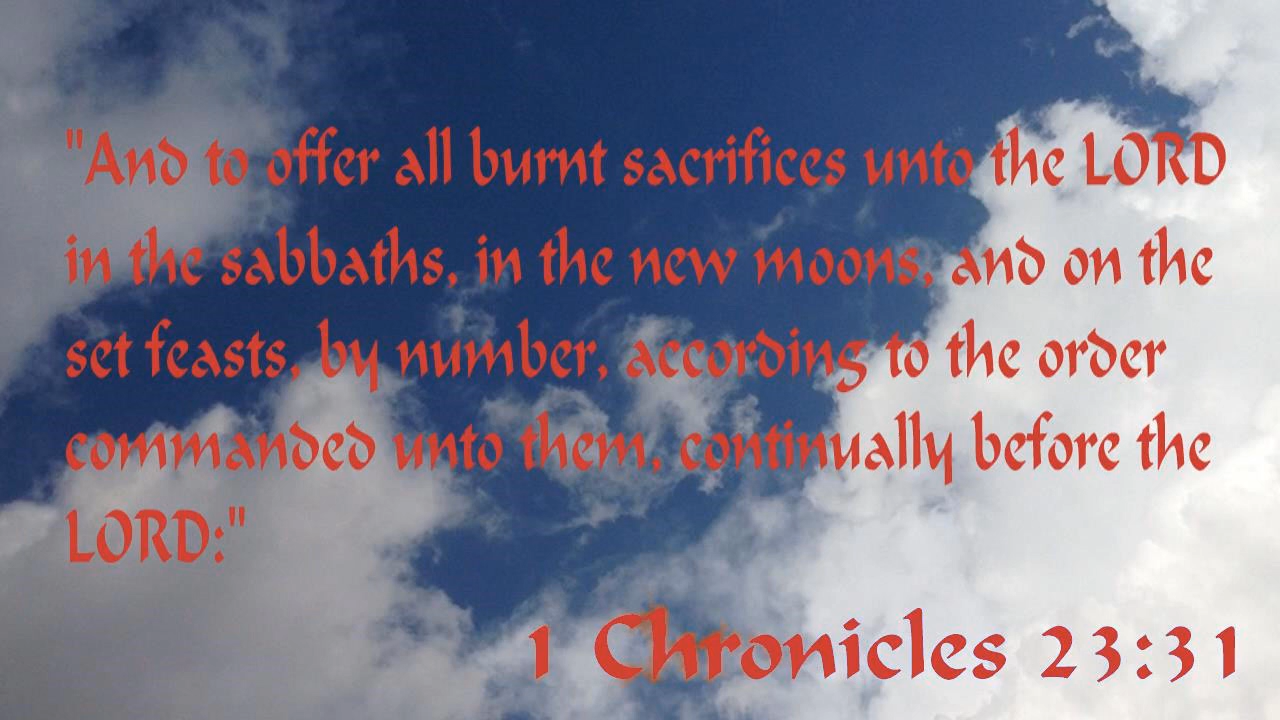 "And to offer all burnt sacrifices unto the LORD
in the sabbaths, in the new moons, and on the
set feasts, by number, according to the order
commanded unto them, continually before the
LORD:"
1 Chronicles 23:31